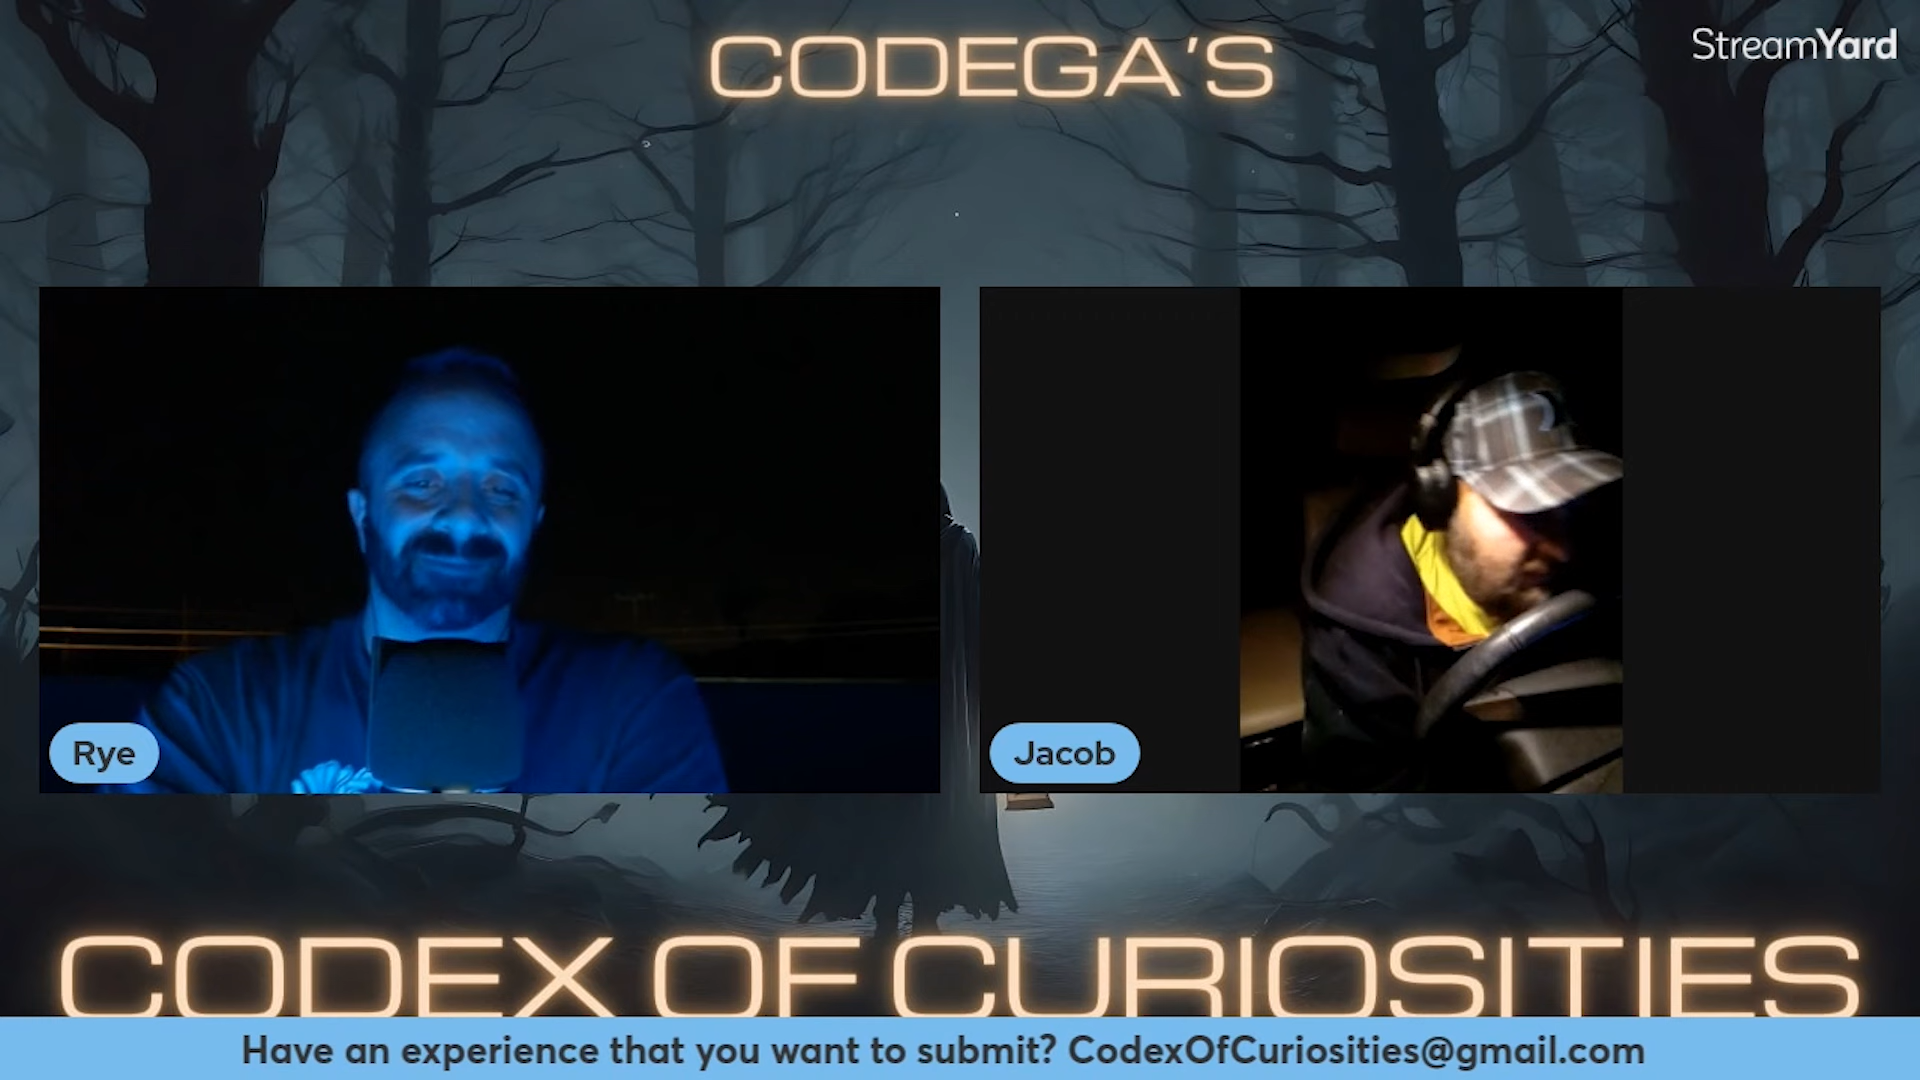 CODEGA'S
StreamYard
Rye
Jacob
CODEX OF CURIOSITIES
Have an experience that you want to submit? CodexOfCuriosities@gmail.com